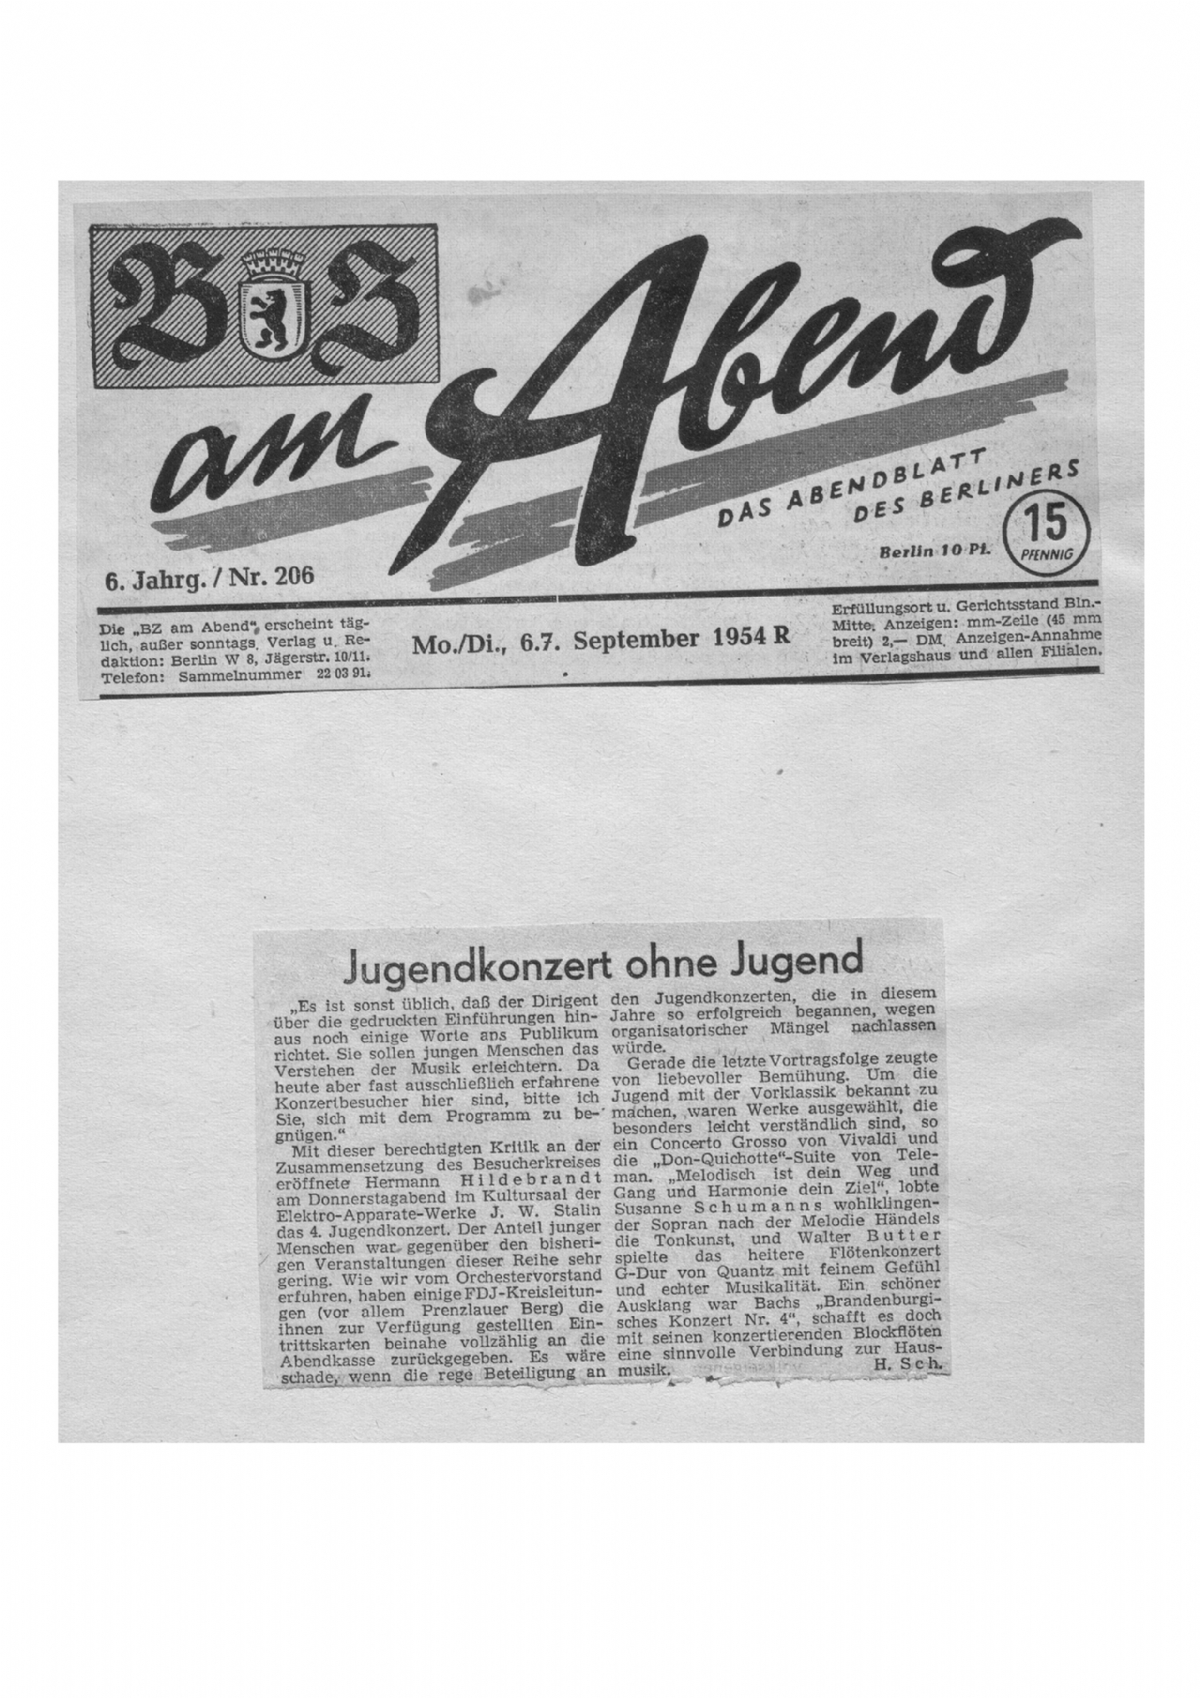 BZ
am Abend
DAS ABENDBLATT
DES BERLINERS
Berlin 10 Pf.
15
PFENNIG
6. Jahrg. / Nr. 206
Die „BZ am Abend“ erscheint täg-
lich, außer sonntags. Verlag u. Re-
daktion: Berlin W 8, Jägerstr. 10/11.
Telefon: Sammelnummer 22 03 91.
Mo./Di., 6.7. September 1954 R
Erfüllungsort u. Gerichtsstand Bln.-
Mitte. Anzeigen: mm-Zeile (45 mm
breit) 2,— DM. Anzeigen-Annahme
im Verlagshaus und allen Filialen.
Jugendkonzert ohne Jugend
„Es ist sonst üblich, daß der Dirigent
über die gedruckten Einführungen hin-
aus noch einige Worte ans Publikum
richtet. Sie sollen jungen Menschen das
Verstehen der Musik erleichtern. Da
heute aber fast ausschließlich erfahrene
Konzertbesucher hier sind, bitte ich
Sie, sich mit dem Programm zu be-
gnügen.“
Mit dieser berechtigten Kritik an der
Zusammensetzung des Besucherkreises
eröffnete Hermann Hildebrandt
am Donnerstagabend im Kultursaal der
Elektro-Apparate-Werke J. W. Stalin
das 4. Jugendkonzert. Der Anteil junger
Menschen war gegenüber den bisheri-
gen Veranstaltungen dieser Reihe sehr
gering. Wie wir vom Orchestervorstand
erfuhren, haben einige FDJ-Kreisleitun-
gen (vor allem Prenzlauer Berg) die
ihnen zur Verfügung gestellten Ein-
trittskarten beinahe vollzählig an die
Abendkasse zurückgegeben. Es wäre
schade, wenn die rege Beteiligung an
den Jugendkonzerten, die in diesem
Jahre so erfolgreich begannen, wegen
organisatorischer Mängel nachlassen
würde.
Gerade die letzte Vortragsfolge zeugte
von liebevoller Bemühung. Um die
Jugend mit der Vorklassik bekannt zu
machen, waren Werke ausgewählt, die
besonders leicht verständlich sind, so
ein Concerto Grosso von Vivaldi und
die „Don-Quichotte“-Suite von Tele-
man. „Melodisch ist dein Weg und
Gang und Harmonie dein Ziel“, lobte
Susanne Schumanns wohlklingen-
der Sopran nach der Melodie Händels
die Tonkunst, und Walter Butter
spielte das heitere Flötenkonzert
G-Dur von Quantz mit feinem Gefühl
und echter Musikalität. Ein schöner
Ausklang war Bachs „Brandenburgi-
sches Konzert Nr. 4“, schafft es doch
mit seinen konzertierenden Blockflöten
eine sinnvolle Verbindung zur Haus-
musik.
H. Sch.